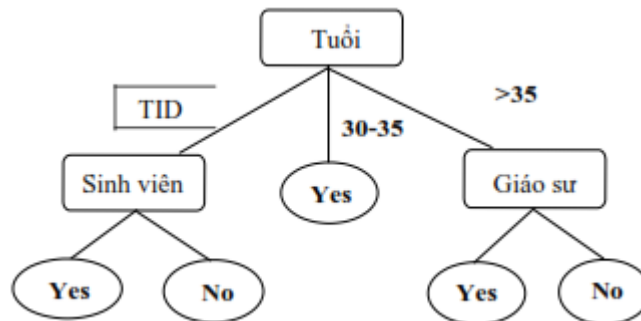 Tuổi
TID
30-35
>35
Sinh viên
Yes
Giáo sư
Yes
No
Yes
No